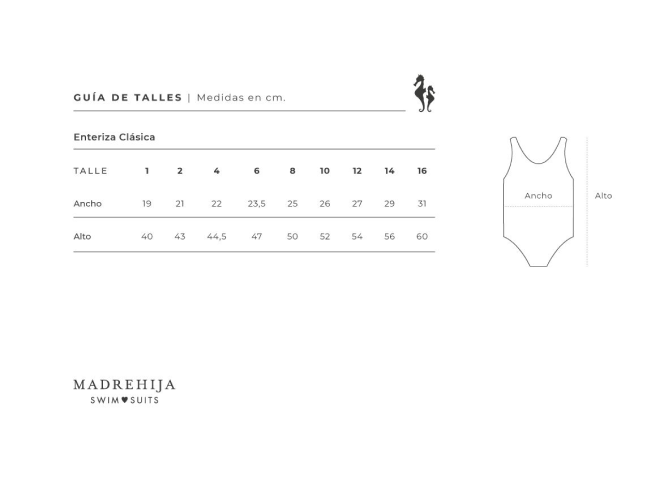 GUÍA DE TALLES | Medidas en cm.
Enteriza Clásica
TALLE 1 2 4 6 8 10 12 14 16
Ancho 19 21 22 23,5 25 26 27 29 31
Alto 40 43 44,5 47 50 52 54 56 60
Ancho
Alto
MADREHIJA
SWIM♥SUITS